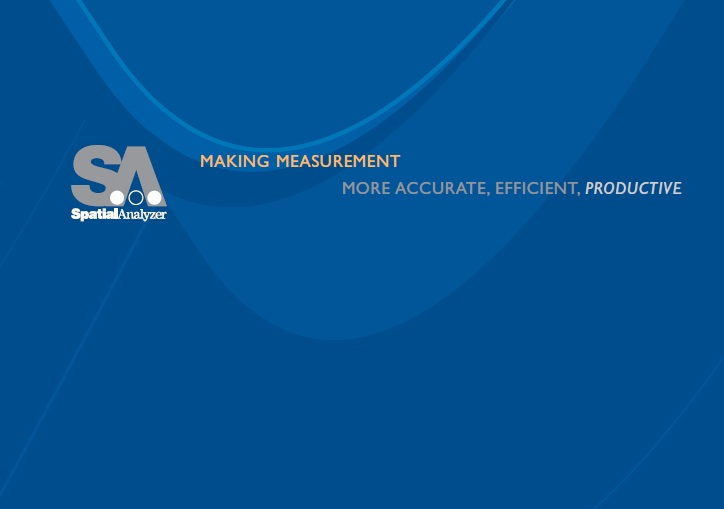 SA
SpatialAnalyzer
MAKING MEASUREMENT
MORE ACCURATE, EFFICIENT, PRODUCTIVE